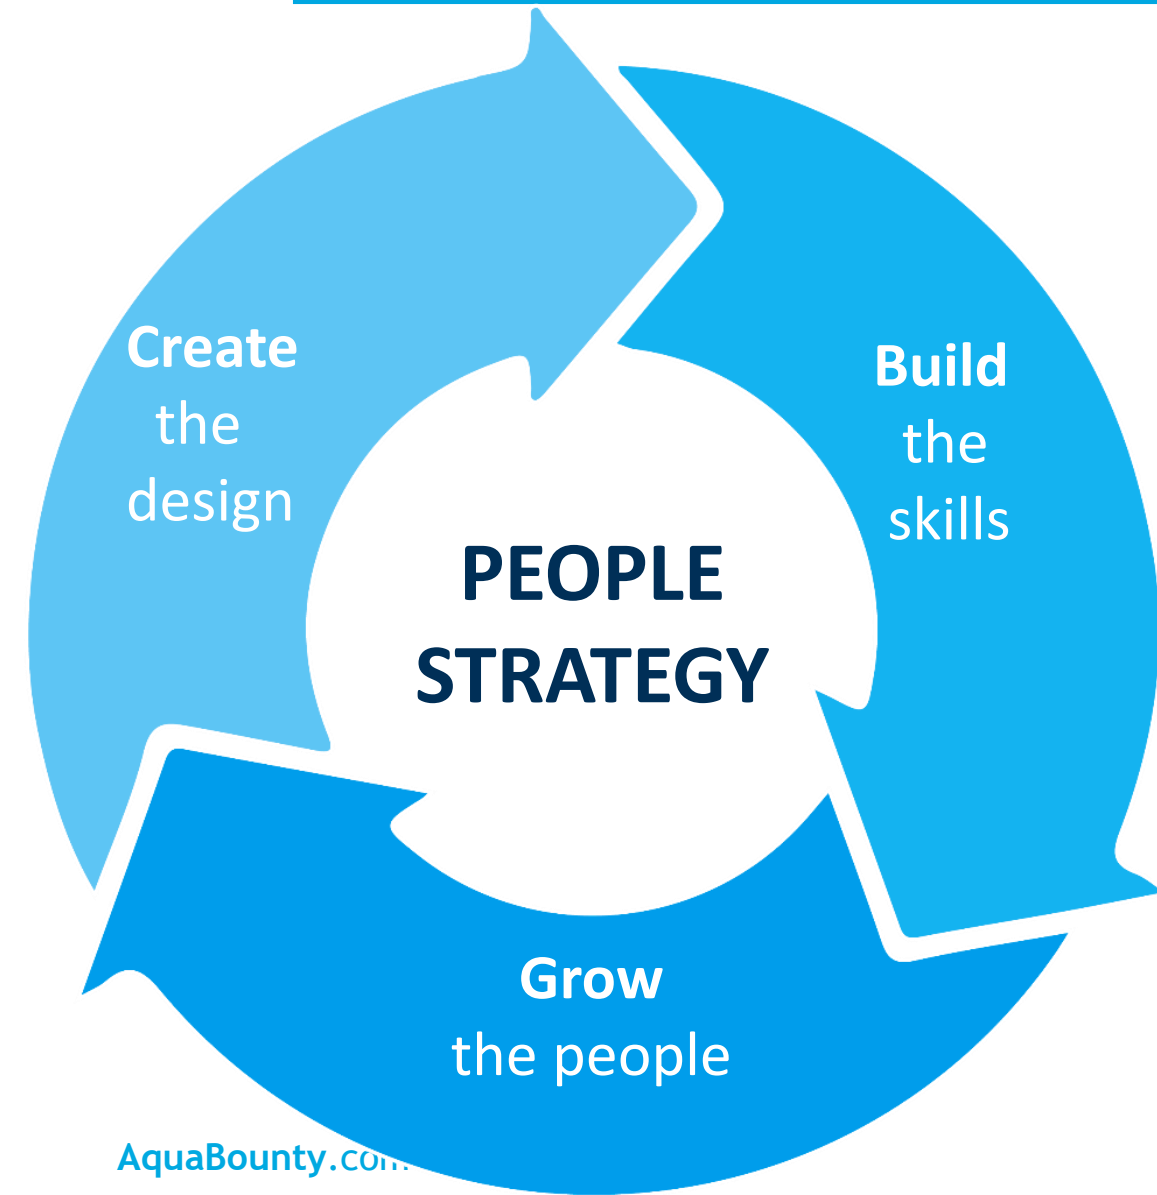 Create
the
design
Build
the
skills
PEOPLE
STRATEGY
Grow
the people
AquaBounty.com